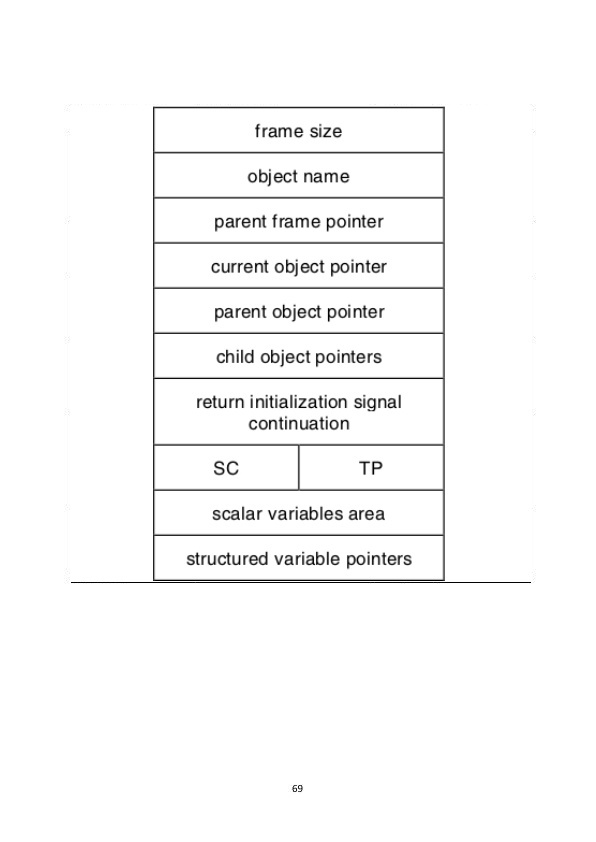 frame size
object name
parent frame pointer
current object pointer
parent object pointer
child object pointers
return initialization signal
continuation
SC TP
scalar variables area
structured variable pointers
69